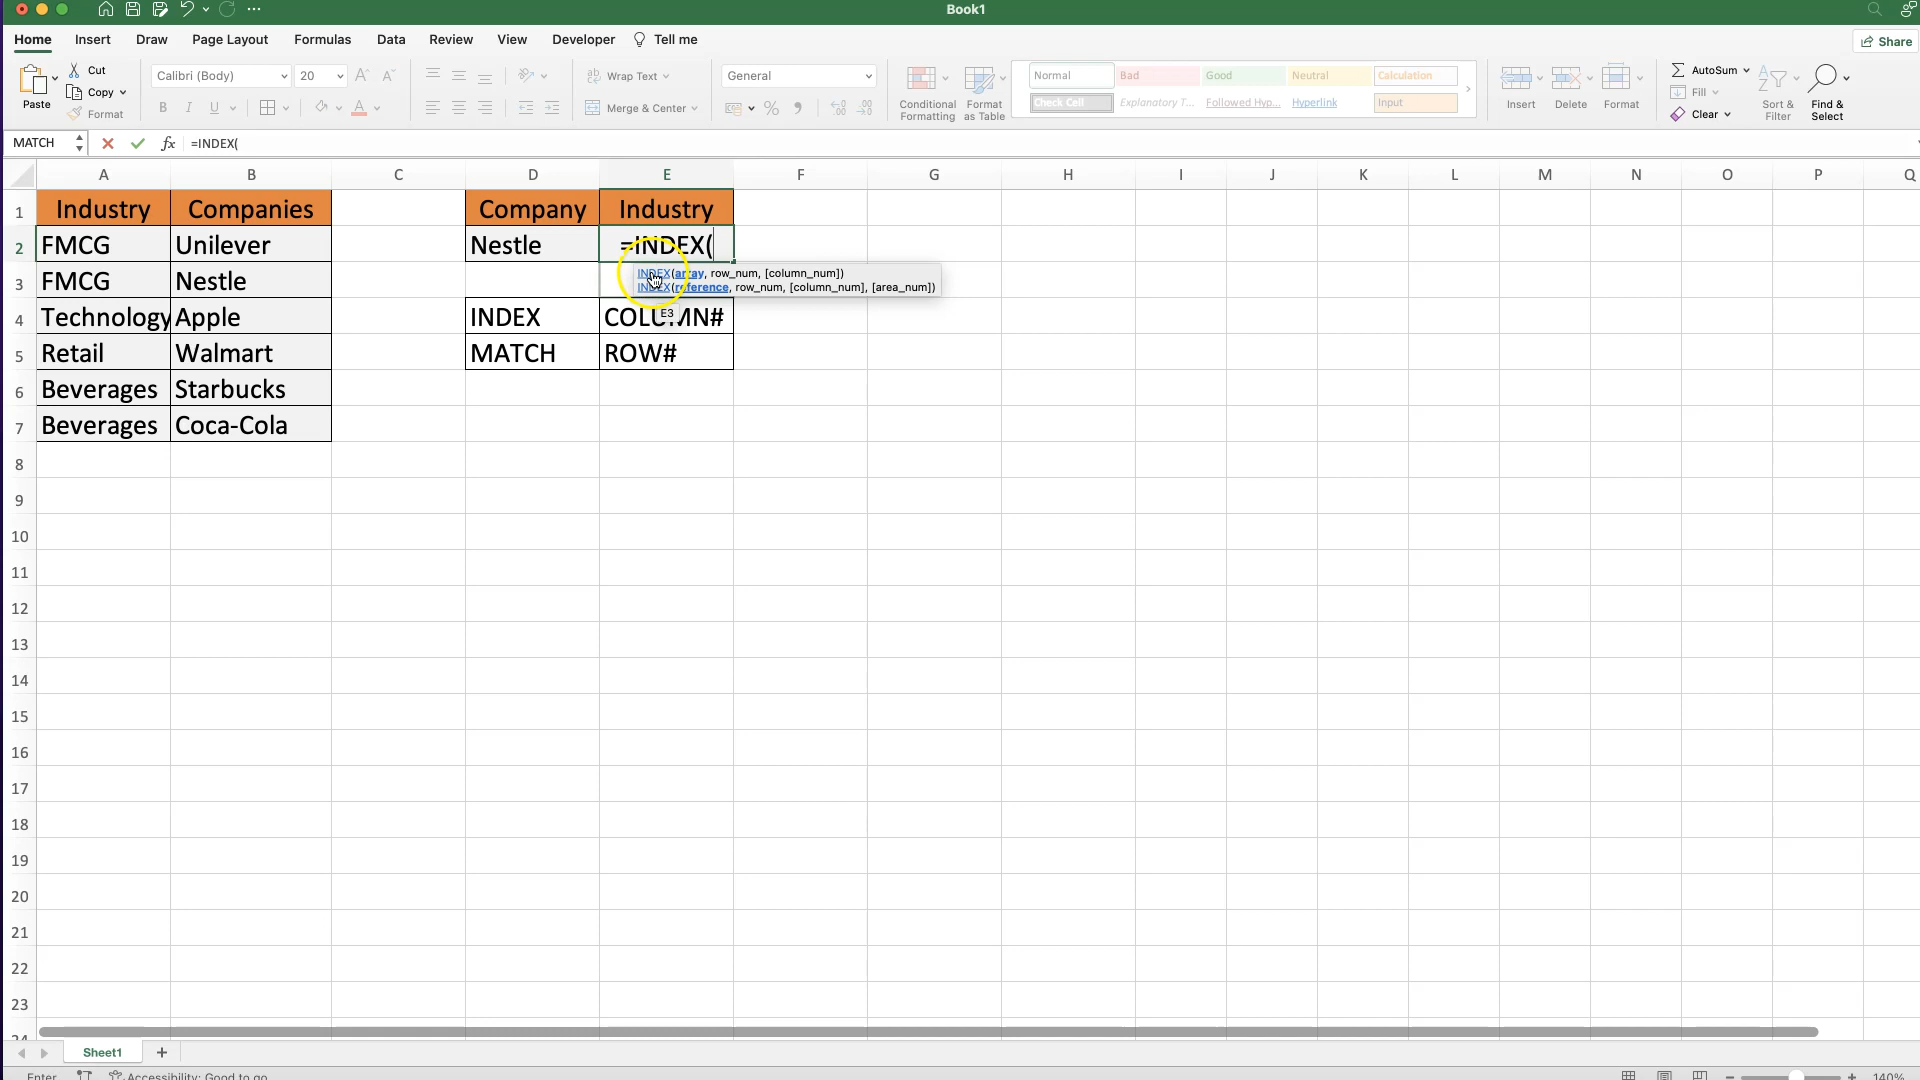 Book1
Home Insert Draw Page Layout Formulas Data Review View Developer Tell me
Share
Paste
Cut
Copy
Format
Calibri (Body) 20
Wrap Text
Merge & Center
General
Conditional Formatting
Format as Table
Normal Bad Good Neutral Calculation
Check Cell Explanatory T... Followed Hyp... Hyperlink Input
Insert Delete Format
AutoSum
Fill
Clear
Sort & Filter
Find & Select
MATCH fx =INDEX(
A B C D E F G H I J K L M N O P Q
1 Industry Companies Company Industry
2 FMCG Unilever Nestle =INDEX(
INDEX(array, row_num, [column_num])
INDEX(reference, row_num, [column_num], [area_num])
3 FMCG Nestle
E3
4 Technology Apple INDEX COLUMN#
5 Retail Walmart MATCH ROW#
6 Beverages Starbucks
7 Beverages Coca-Cola
8
9
10
11
12
13
14
15
16
17
18
19
20
21
22
23
24
Sheet1
Enter Accessibility: Good to go 140%